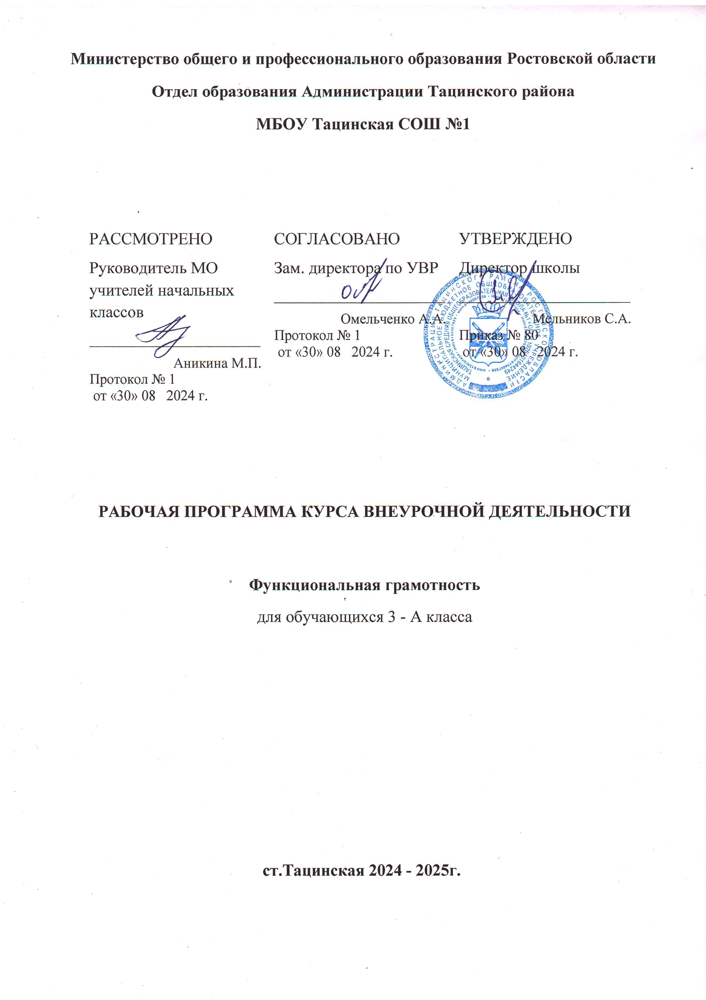 Министерство общего и профессионального образования Ростовской области
Отдел образования Администрации Тацинского района
МБОУ Тацинская СОШ №1
РАССМОТРЕНО
Руководитель МО
учителей начальных
классов
Аникина М.П.
Протокол № 1
от «30» 08 2024 г.
СОГЛАСОВАНО
Зам. директора по УВР
Омельченко А.А.
Протокол № 1
от «30» 08 2024 г.
УТВЕРЖДЕНО
Директор школы
Мельников С.А.
Приказ № 80
от «30» 08 2024 г.
РАБОЧАЯ ПРОГРАММА КУРСА ВНЕУРОЧНОЙ ДЕЯТЕЛЬНОСТИ
Функциональная грамотность
для обучающихся 3 - А класса
ст.Тацинская 2024 - 2025г.